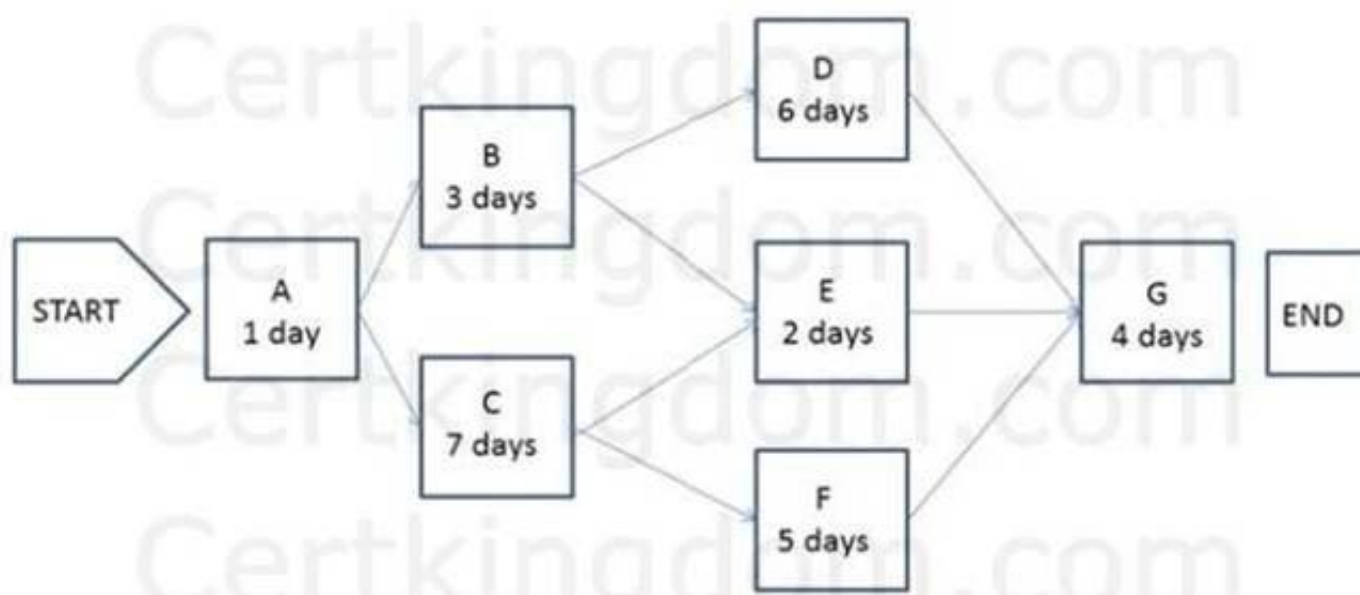 Certkingdom.com
D
6 days
B
3 days
Certkingdom.com
START
A
1 day
E
2 days
G
4 days
END
Certkingdom.com
C
7 days
F
5 days
Certkingdom.com